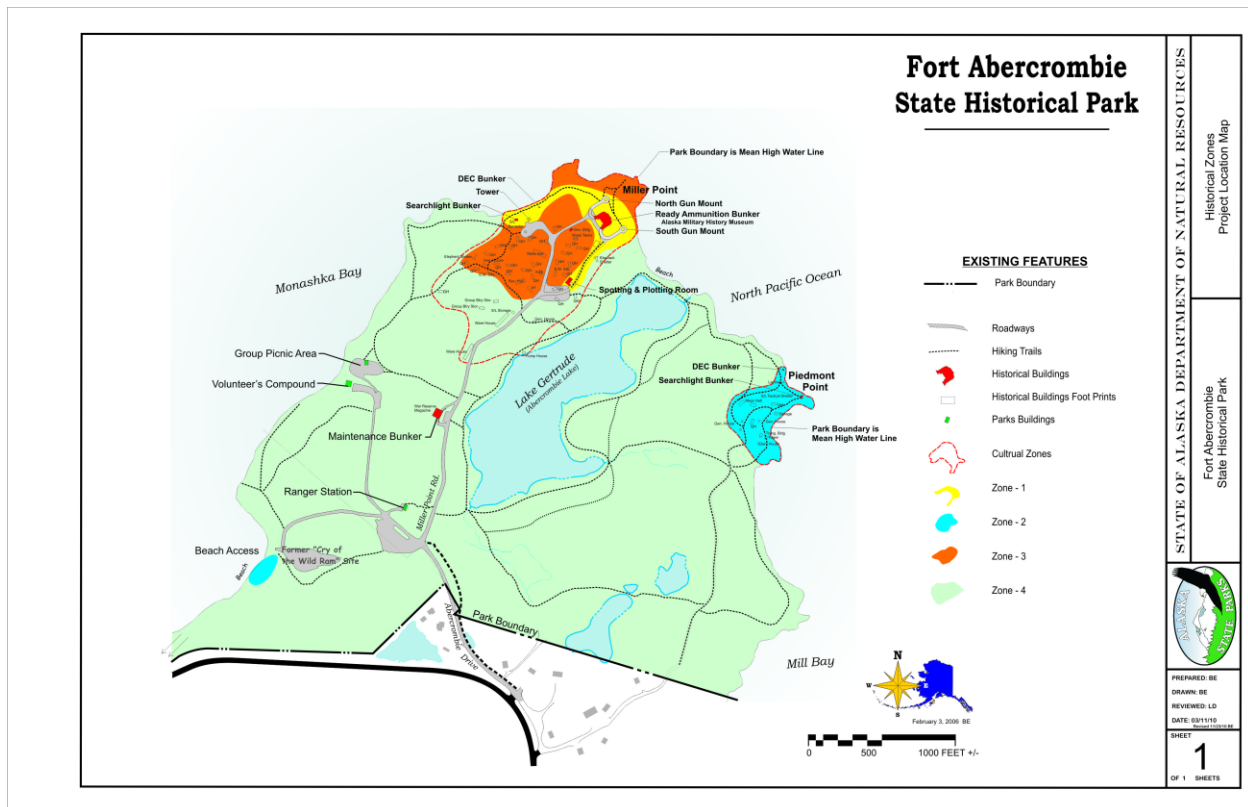 Fort Abercrombie
State Historical Park
Park Boundary is Mean High Water Line
DEC Bunker
Tower
Searchlight Bunker
Miller Point
North Gun Mount
Ready Ammunition Bunker
Alaska Military History Museum
South Gun Mount
Monashka Bay
Beach
North Pacific Ocean
Spotting & Plotting Room
Group Picnic Area
Volunteer's Compound
Lake Gertrude
(Abercrombie Lake)
DEC Bunker
Searchlight Bunker
Piedmont
Point
Park Boundary is
Mean High Water Line
Maintenance Bunker
Miller Point Rd.
Ranger Station
Beach Access
Former "Cry of
the Wild Ram" Site
Beach
Park Boundary
Abercrombie
Drive
Mill Bay
EXISTING FEATURES
Park Boundary
Roadways
Hiking Trails
Historical Buildings
Historical Buildings Foot Prints
Parks Buildings
Cultrual Zones
Zone - 1
Zone - 2
Zone - 3
Zone - 4
N
W
S
February 3, 2006 BE
0 500 1000 FEET +/-
STATE OF ALASKA DEPARTMENT OF NATURAL RESOURCES
Historical Zones
Project Location Map
Fort Abercrombie
State Historical Park
ALASKA
STATE PARKS
PREPARED: BE
DRAWN: BE
REVIEWED: LD
DATE: 03/11/10
SHEET
1
OF 1 SHEETS